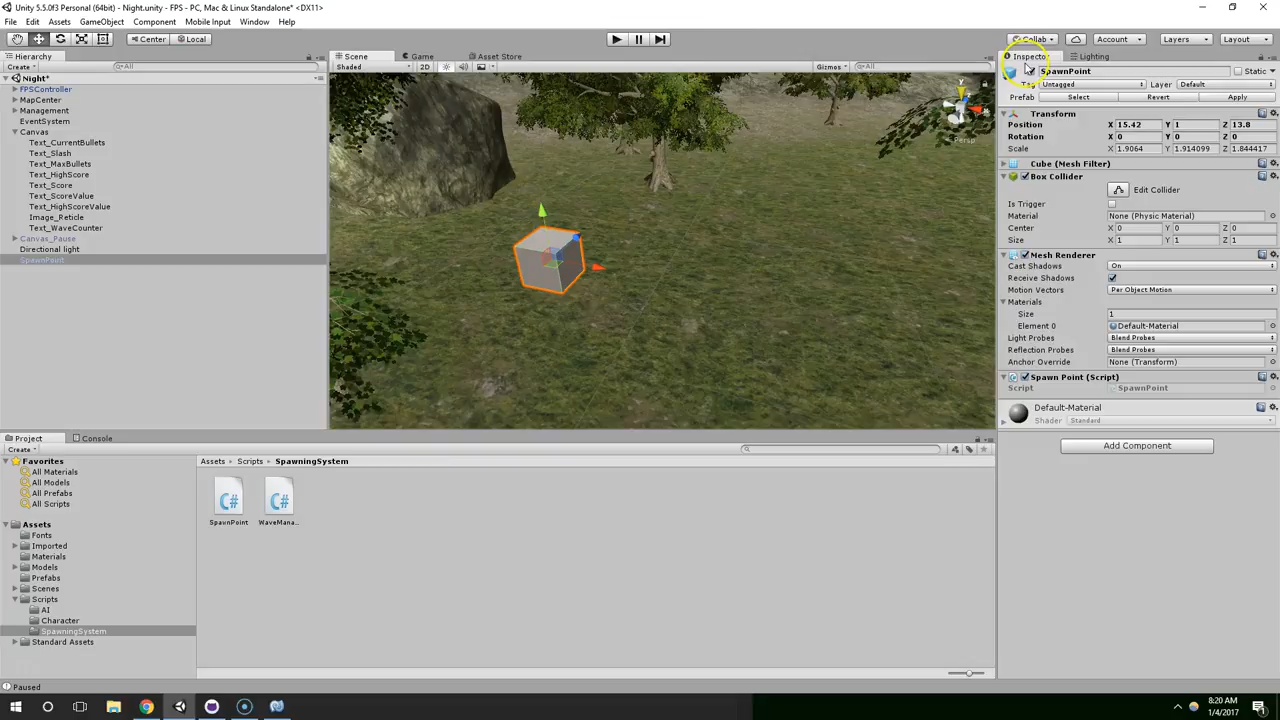 Unity 5.5.0f3 Personal (64bit) - Night.unity - FPS - PC, Mac & Linux Standalone* <DX11>
File Edit Assets GameObject Component Mobile Input Window Help
Center Local
Collab Account Layers Layout
Hierarchy
Create All
Night*
FPSController
MapCenter
Management
EventSystem
Canvas
Text_CurrentBullets
Text_Slash
Text_MaxBullets
Text_HighScore
Text_Score
Text_ScoreValue
Text_HighScoreValue
Image_Reticle
Text_WaveCounter
Canvas_Pause
Directional light
SpawnPoint
Scene Game Asset Store
Shaded 2D Gizmos All
y
Persp
Inspector Lighting
SpawnPoint Static
Tag Untagged Layer Default
Prefab Select Revert Apply
Transform
Position X 15.42 Y 1 Z 13.8
Rotation X 0 Y 0 Z 0
Scale X 1.9064 Y 1.914099 Z 1.844417
Cube (Mesh Filter)
Box Collider
Edit Collider
Is Trigger
Material None (Physic Material)
Center X 0 Y 0 Z 0
Size X 1 Y 1 Z 1
Mesh Renderer
Cast Shadows On
Receive Shadows
Motion Vectors Per Object Motion
Materials
Size 1
Element 0 Default-Material
Light Probes Blend Probes
Reflection Probes Blend Probes
Anchor Override None (Transform)
Spawn Point (Script)
Script SpawnPoint
Default-Material
Shader Standard
Add Component
Project Console
Create
Favorites
All Materials
All Models
All Prefabs
All Scripts
Assets
Fonts
Imported
Materials
Models
Prefabs
Scenes
Scripts
AI
Character
SpawningSystem
Standard Assets
Assets Scripts SpawningSystem
C# C#
SpawnPoint WaveMana...
Paused
8:20 AM
1/4/2017